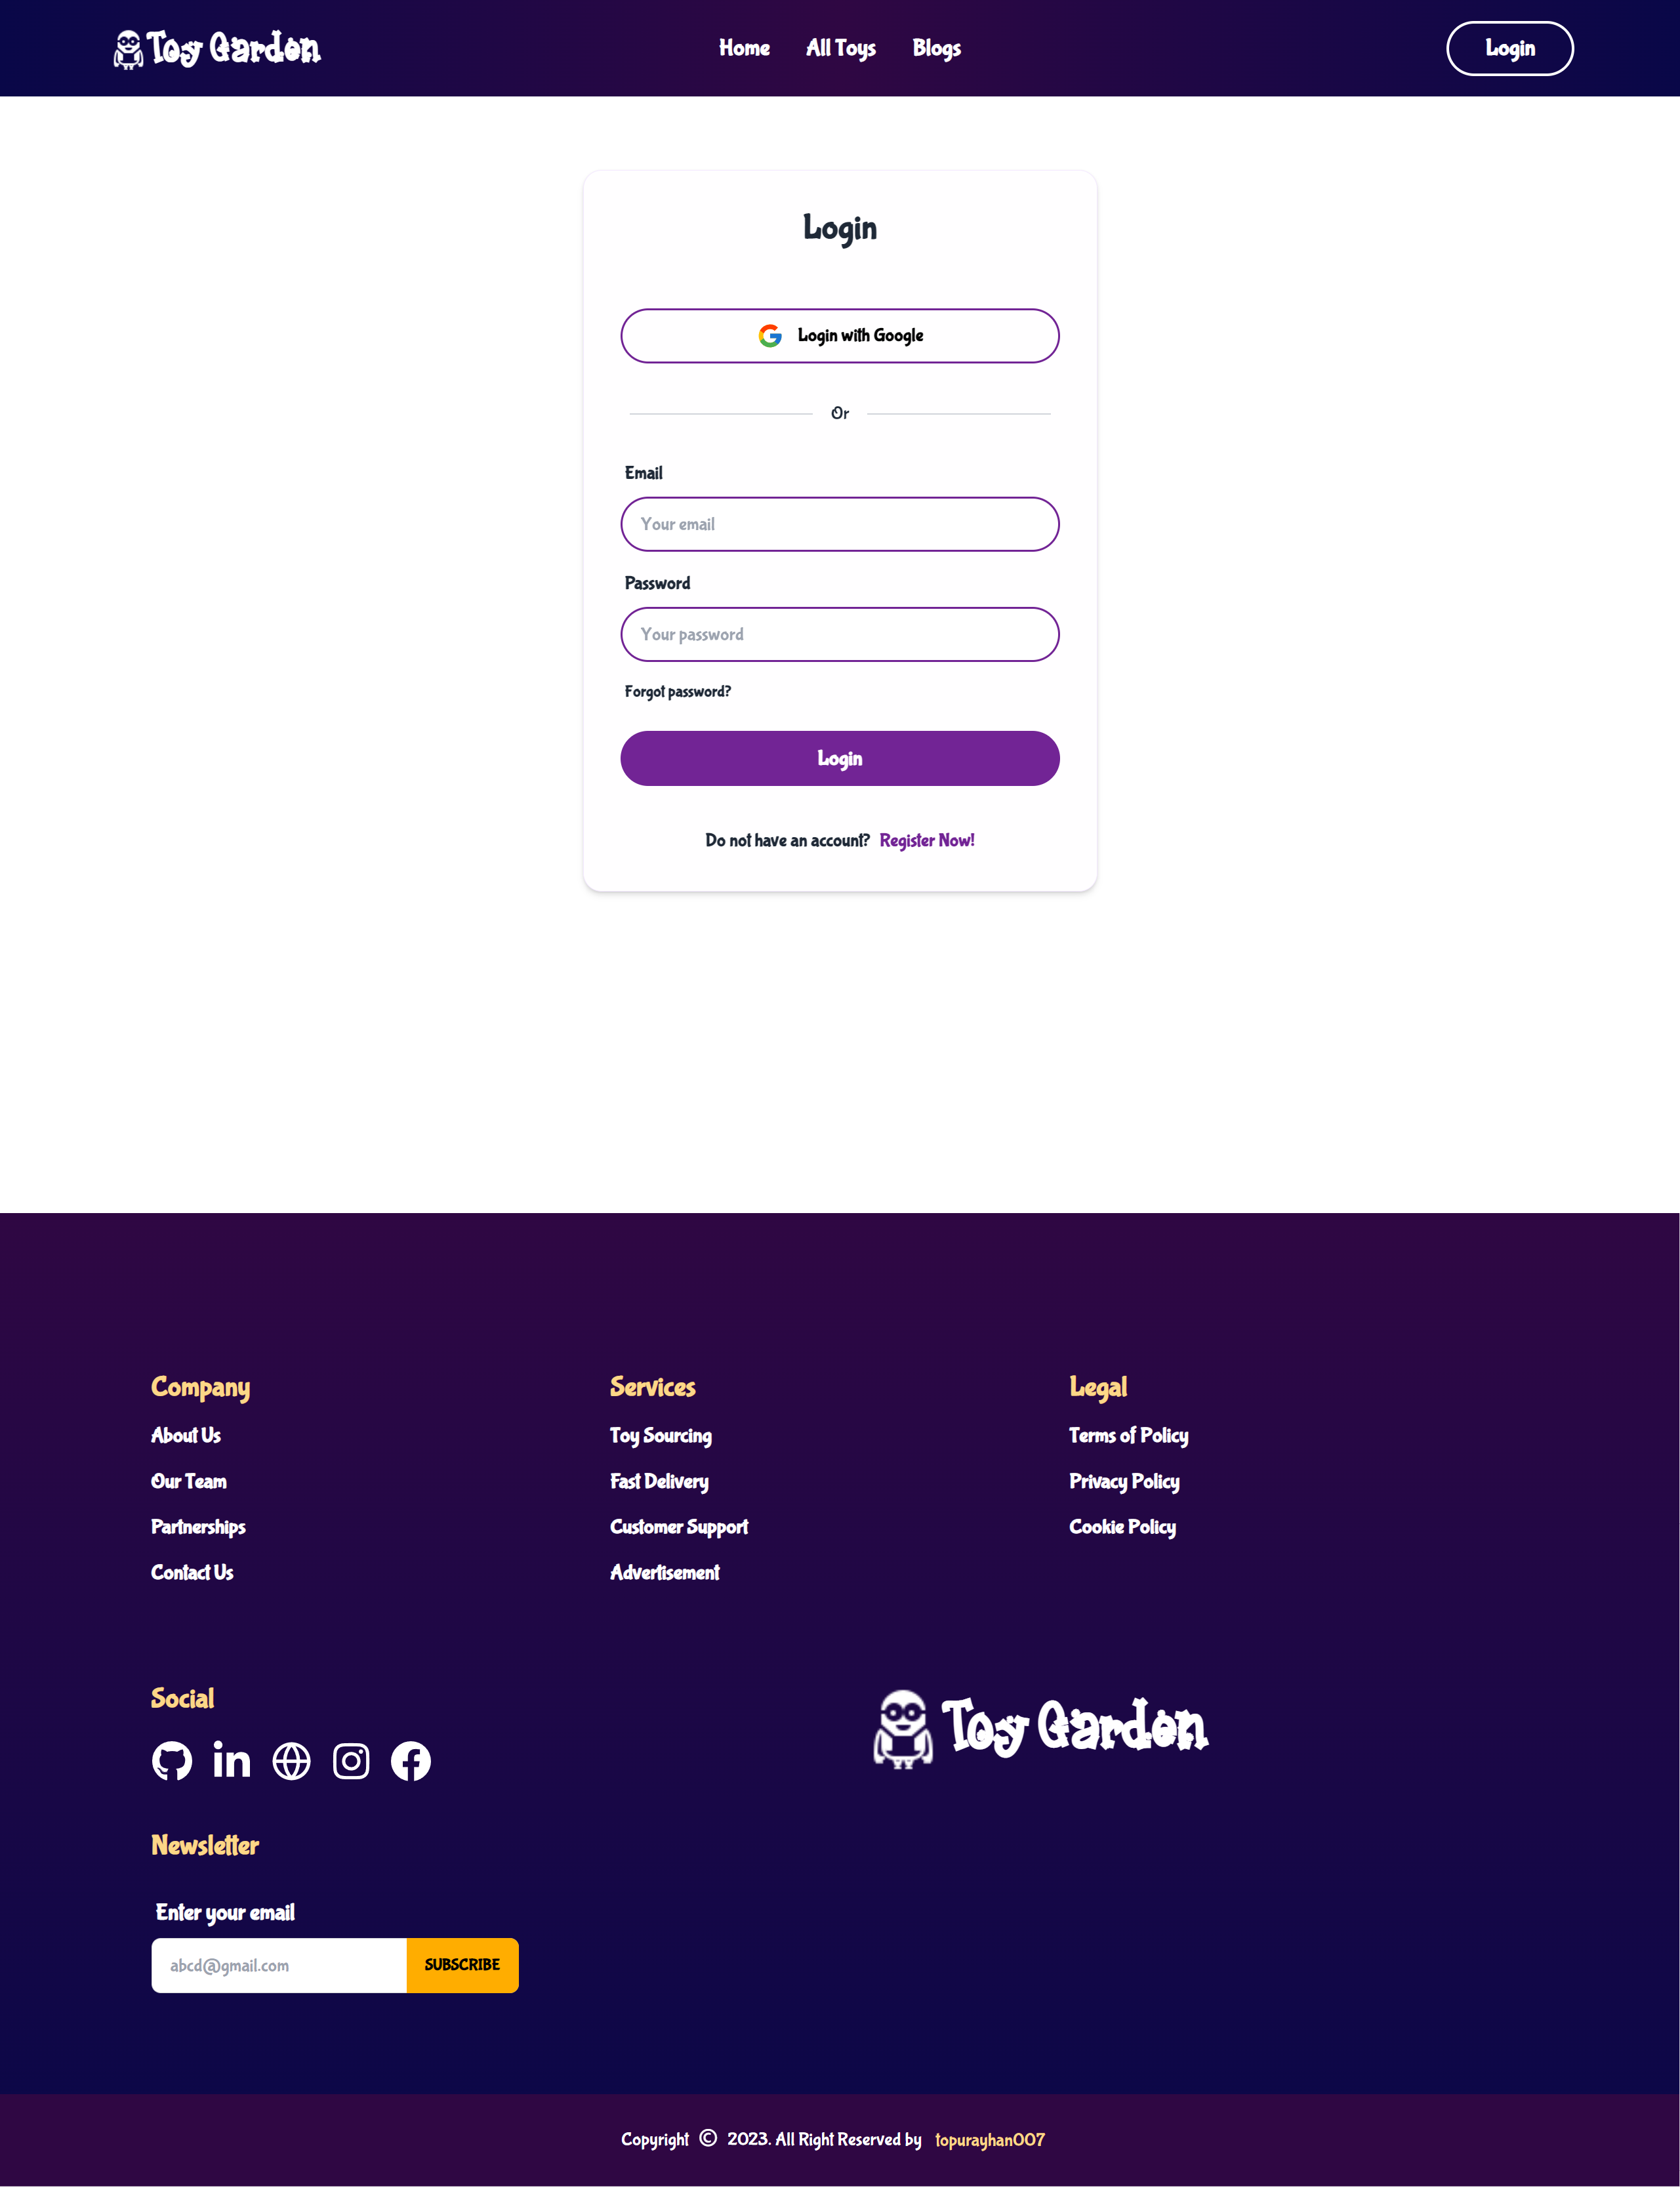 Toy Garden
Home All Toys Blogs
Login
Login
Login with Google
Or
Email
Your email
Password
Your password
Forgot password?
Login
Do not have an account? Register Now!
Company
About Us
Our Team
Partnerships
Contact Us
Services
Toy Sourcing
Fast Delivery
Customer Support
Advertisement
Legal
Terms of Policy
Privacy Policy
Cookie Policy
Social
Toy Garden
Newsletter
Enter your email
abcd@gmail.com
SUBSCRIBE
Copyright © 2023. All Right Reserved by topurayhan007